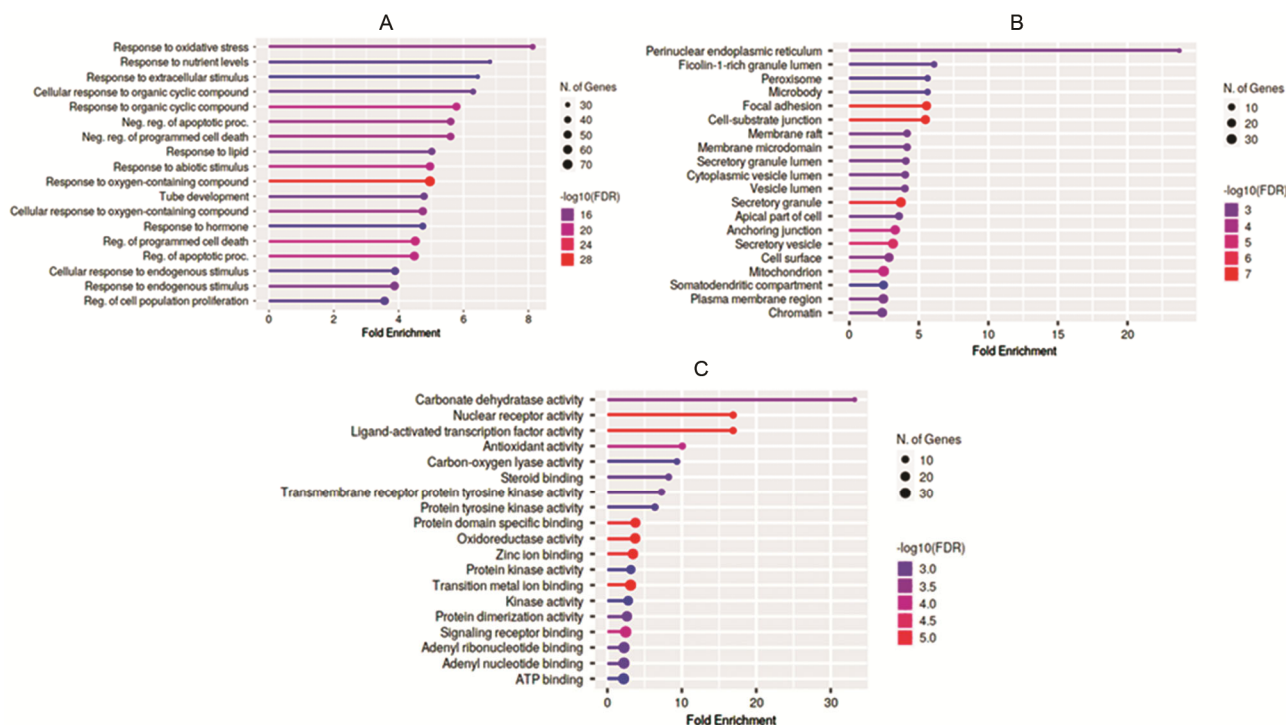 A
Response to oxidative stress
Response to nutrient levels
Response to extracellular stimulus
Cellular response to organic cyclic compound
Response to organic cyclic compound
Neg. reg. of apoptotic proc.
Neg. reg. of programmed cell death
Response to lipid
Response to abiotic stimulus
Response to oxygen-containing compound
Tube development
Cellular response to oxygen-containing compound
Response to hormone
Reg. of programmed cell death
Reg. of apoptotic proc.
Cellular response to endogenous stimulus
Response to endogenous stimulus
Reg. of cell population proliferation
0 2 4 6 8
Fold Enrichment
N. of Genes
30
40
50
60
70
-log10(FDR)
16
20
24
28
B
Perinuclear endoplasmic reticulum
Ficolin-1-rich granule lumen
Peroxisome
Microbody
Focal adhesion
Cell-substrate junction
Membrane raft
Membrane microdomain
Secretory granule lumen
Cytoplasmic vesicle lumen
Vesicle lumen
Secretory granule
Apical part of cell
Anchoring junction
Secretory vesicle
Cell surface
Mitochondrion
Somatodendritic compartment
Plasma membrane region
Chromatin
0 5 10 15 20
Fold Enrichment
N. of Genes
10
20
30
-log10(FDR)
3
4
5
6
7
C
Carbonate dehydratase activity
Nuclear receptor activity
Ligand-activated transcription factor activity
Antioxidant activity
Carbon-oxygen lyase activity
Steroid binding
Transmembrane receptor protein tyrosine kinase activity
Protein tyrosine kinase activity
Protein domain specific binding
Oxidoreductase activity
Zinc ion binding
Protein kinase activity
Transition metal ion binding
Kinase activity
Protein dimerization activity
Signaling receptor binding
Adenyl ribonucleotide binding
Adenyl nucleotide binding
ATP binding
0 10 20 30
Fold Enrichment
N. of Genes
10
20
30
-log10(FDR)
3.0
3.5
4.0
4.5
5.0